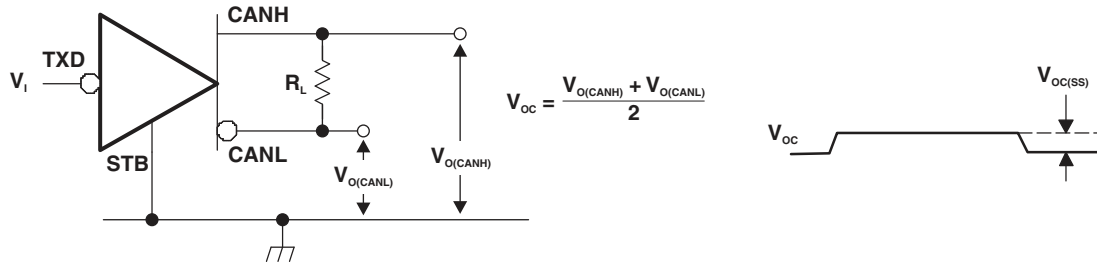 CANH
TXD
V_I
R_L
CANL
STB
V_O(CANL)
V_O(CANH)
V_OC = V_O(CANH) + V_O(CANL)
2
V_OC
V_OC(SS)